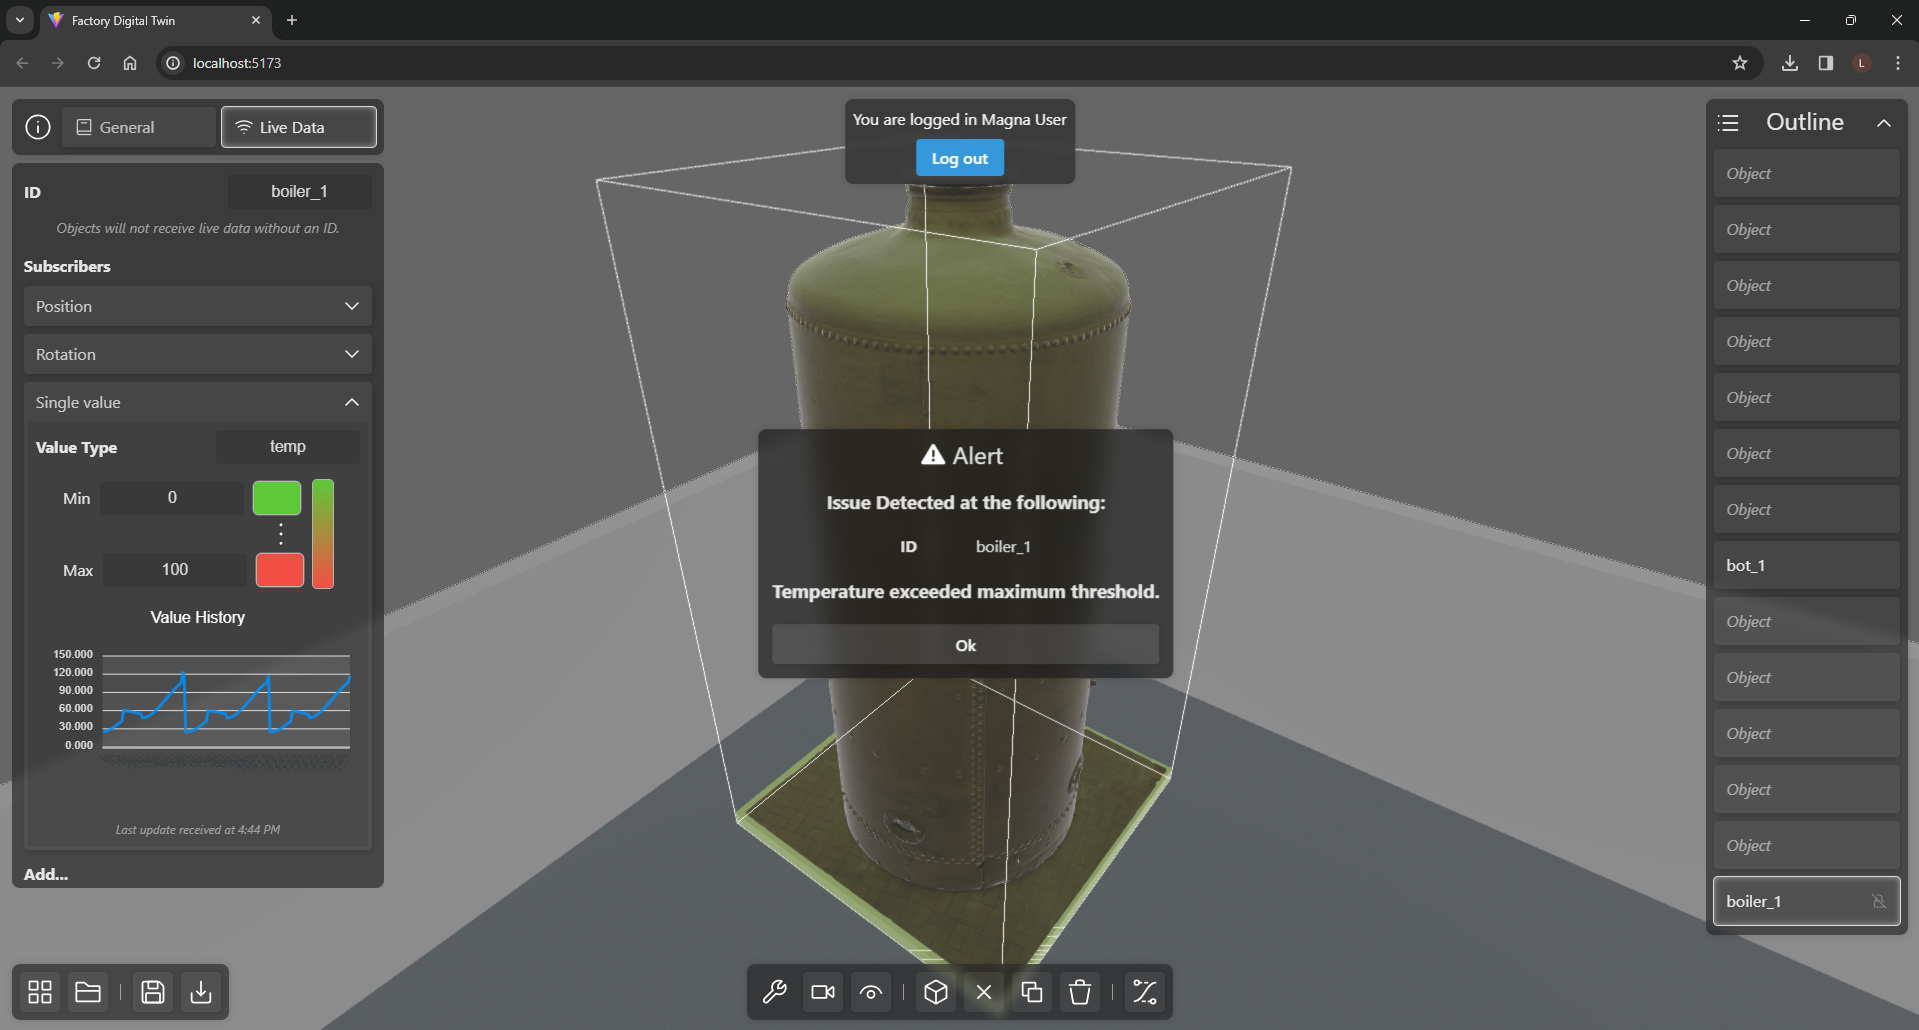 Factory Digital Twin
localhost:5173
L
General
Live Data
ID
boiler_1
Objects will not receive live data without an ID.
Subscribers
Position
Rotation
Single value
Value Type
temp
Min
0
Max
100
Value History
150.000
120.000
90.000
60.000
30.000
0.000
Last update received at 4:44 PM
Add...
You are logged in Magna User
Log out
Alert
Issue Detected at the following:
ID boiler_1
Temperature exceeded maximum threshold.
Ok
Outline
Object
Object
Object
Object
Object
Object
Object
bot_1
Object
Object
Object
Object
Object
boiler_1